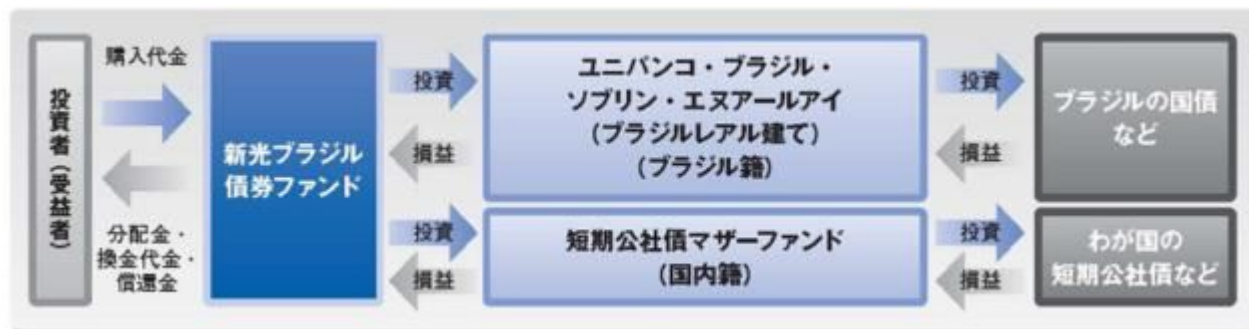 投資者(受益者)
購入代金
分配金・
換金代金・
償還金
新光ブラジル
債券ファンド
投資
損益
ユニバンコ・ブラジル・
ソブリン・エヌアールアイ
(ブラジルレアル建て)
(ブラジル籍)
投資
損益
ブラジルの国債
など
投資
損益
短期公社債マザーファンド
(国内籍)
投資
損益
わが国の
短期公社債など